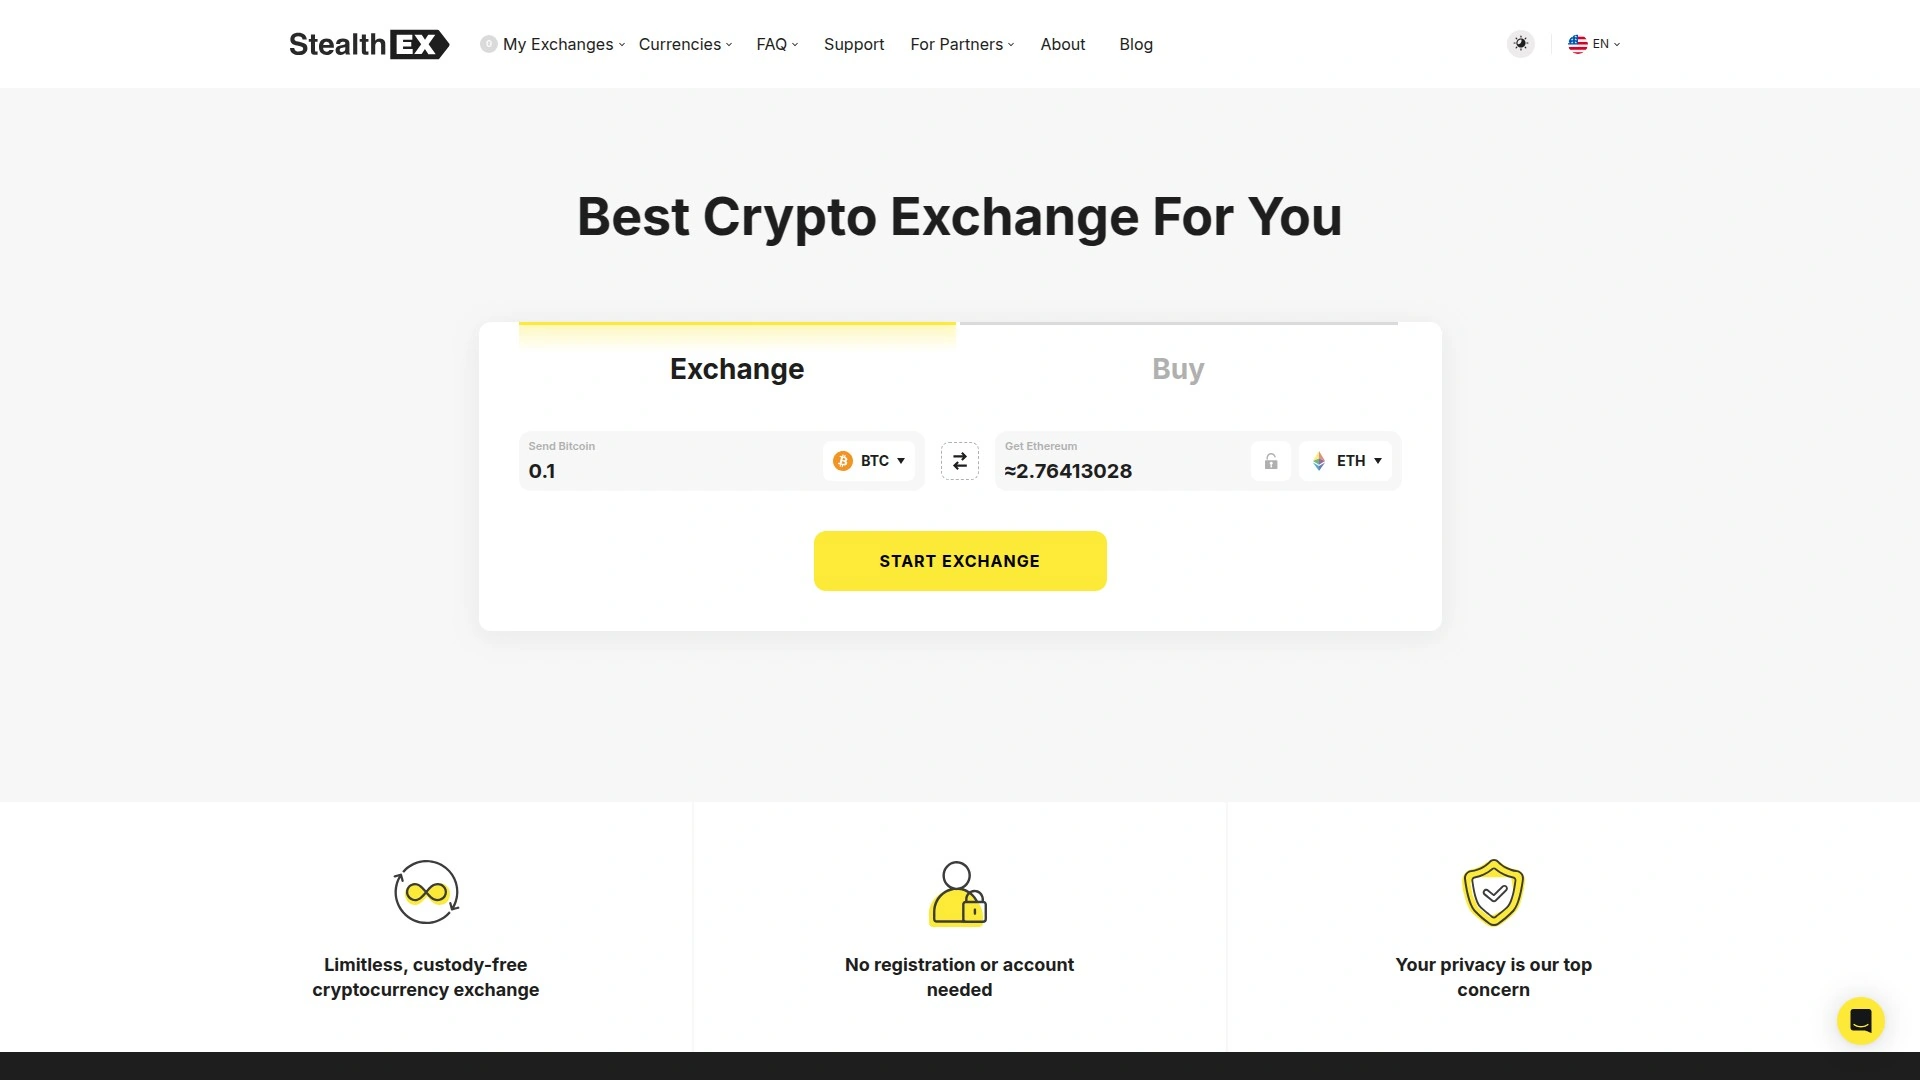 StealthEX
0 My Exchanges Currencies FAQ Support For Partners About Blog EN
Best Crypto Exchange For You
Exchange Buy
Send Bitcoin
0.1
BTC
Get Ethereum
≈2.76413028
ETH
START EXCHANGE
Limitless, custody-free
cryptocurrency exchange
No registration or account
needed
Your privacy is our top
concern